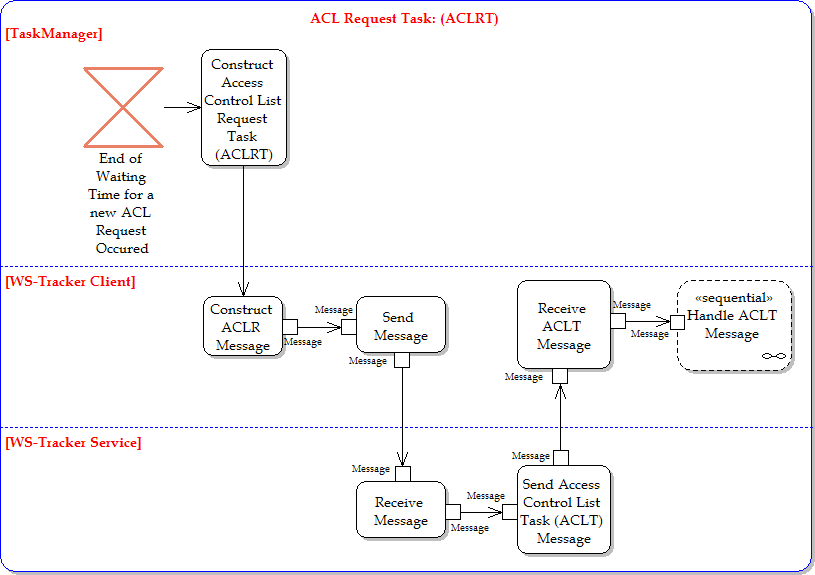 ACL Request Task: (ACLRT)
[TaskManager]
Construct
Access
Control List
Request
Task
(ACLRT)
End of
Waiting
Time for a
new ACL
Request
Occured
[WS-Tracker Client]
Construct
ACLR
Message
Message
Message
Send
Message
Message
Receive
ACLT
Message
Message
Message
Message
«sequential»
Handle ACLT
Message
[WS-Tracker Service]
Message
Receive
Message
Message
Message
Message
Send Access
Control List
Task (ACLT)
Message